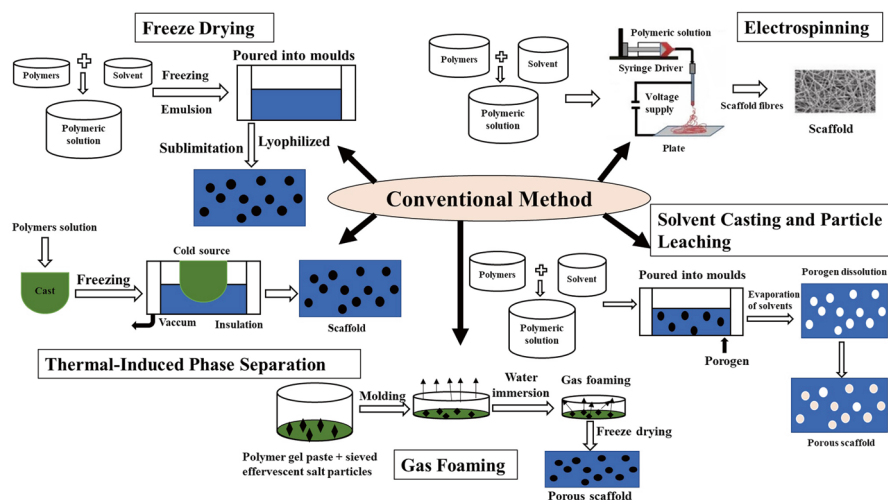 Freeze Drying
Polymers
Solvent
Polymeric
solution
Freezing
Emulsion
Poured into moulds
Sublimitation
Lyophilized
Electrospinning
Polymers
Solvent
Polymeric
solution
Polymeric solution
Syringe Driver
Voltage
supply
Plate
Scaffold fibres
Scaffold
Conventional Method
Polymers solution
Cast
Freezing
Cold source
Vaccum
Insulation
Scaffold
Thermal-Induced Phase Separation
Solvent Casting and Particle
Leaching
Polymers
Solvent
Polymeric
solution
Poured into moulds
Porogen
Evaporation
of solvents
Porogen dissolution
Porous scaffold
Polymer gel paste + sieved
effervescent salt particles
Molding
Water
immersion
Gas foaming
Freeze drying
Porous scaffold
Gas Foaming